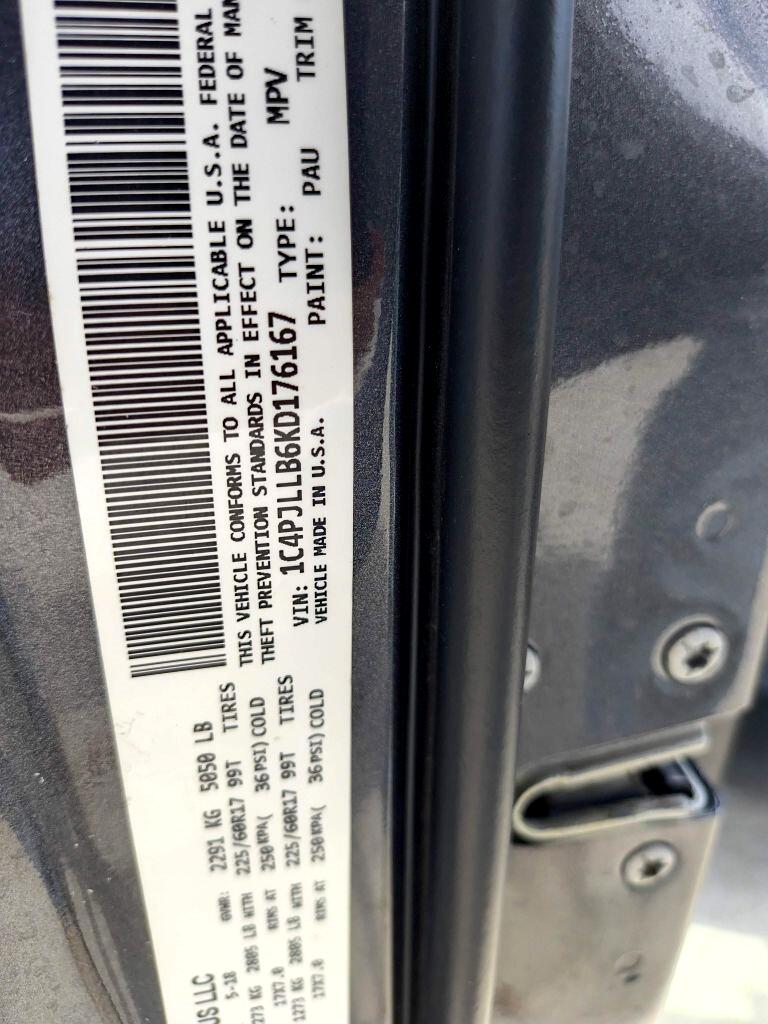 US LLC
5-18 GVWR: 2291 KG 5050 LB
1273 KG 2805 LB WITH 225/60R17 99T TIRES
17X7.0 RIMS AT 250 KPA( 36 PSI) COLD
1273 KG 2805 LB WITH 225/60R17 99T TIRES
17X7.0 RIMS AT 250 KPA( 36 PSI) COLD
THIS VEHICLE CONFORMS TO ALL APPLICABLE U.S.A. FEDERAL
THEFT PREVENTION STANDARDS IN EFFECT ON THE DATE OF MAN
VIN: 1C4PJLLB6KD176167 TYPE: MPV
VEHICLE MADE IN U.S.A. PAINT: PAU TRIM